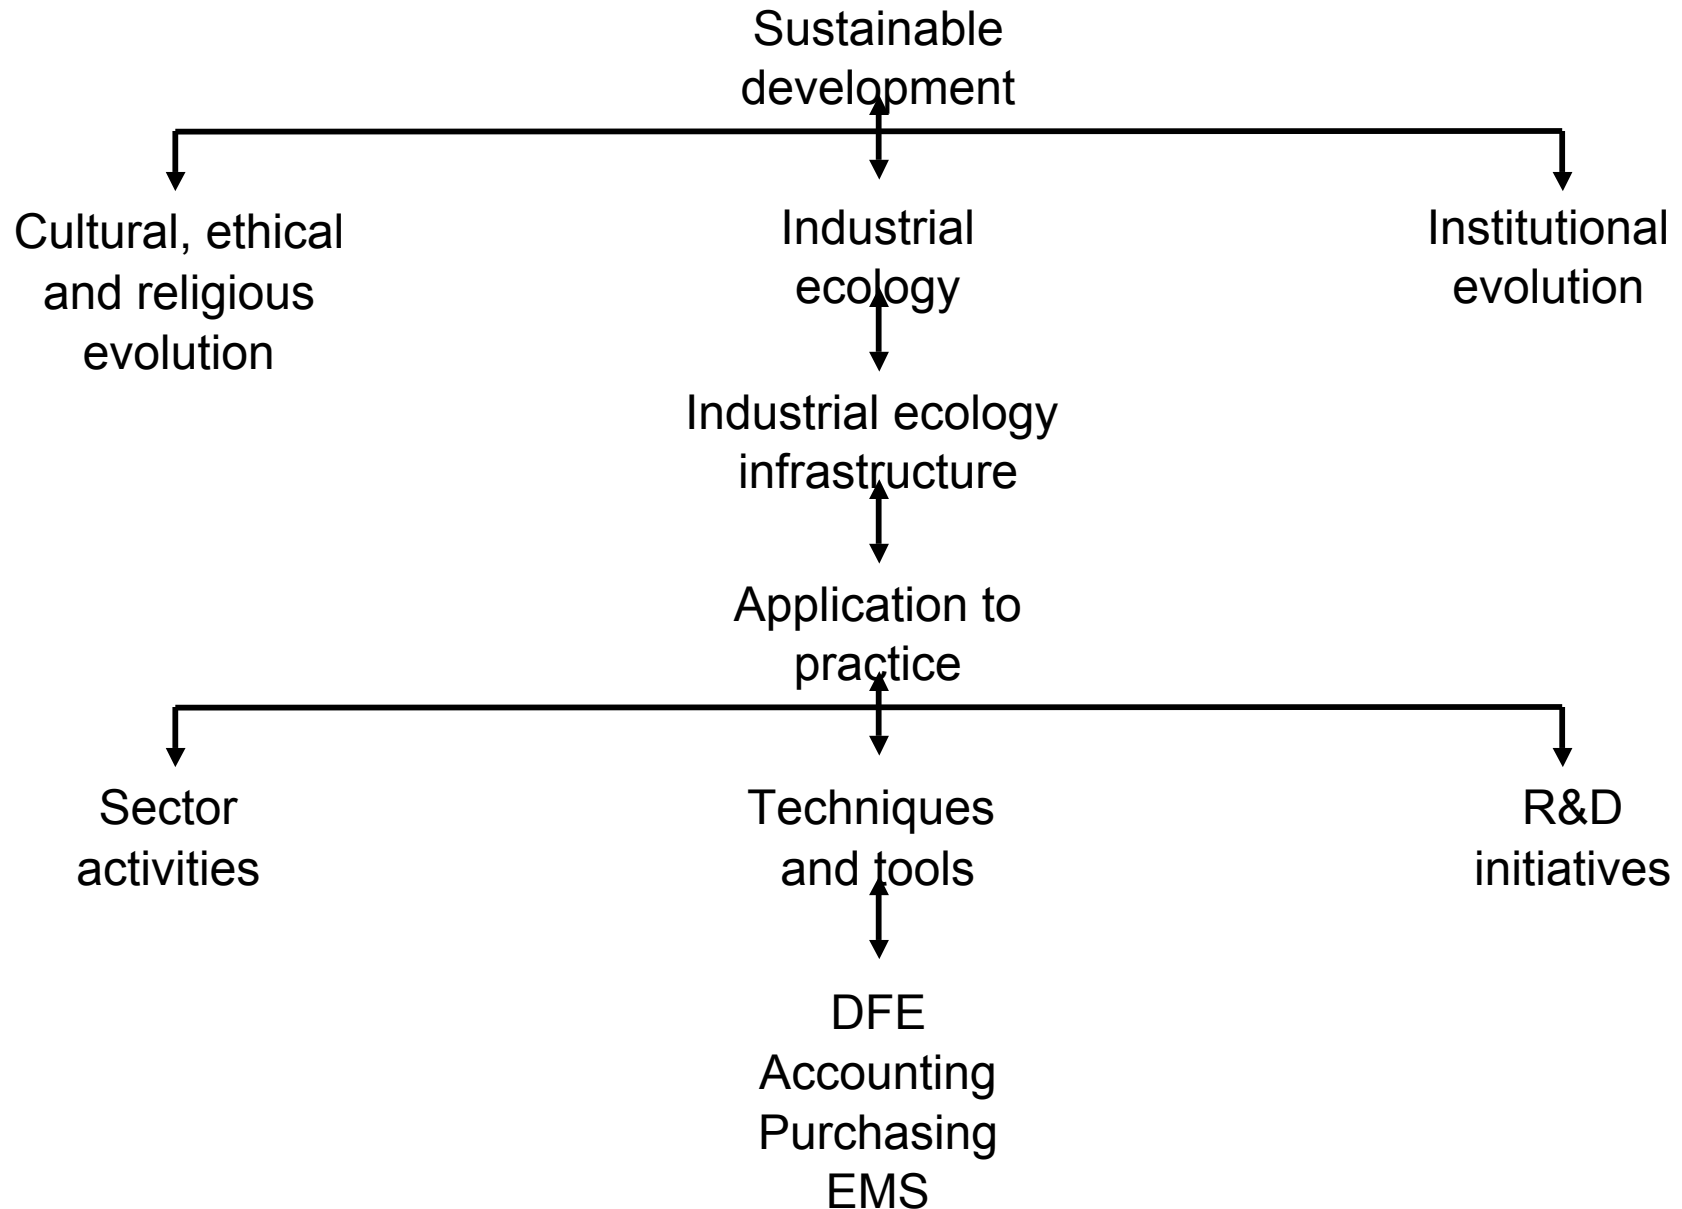 Sustainable
development
Cultural, ethical
and religious
evolution
Industrial
ecology
Institutional
evolution
Industrial ecology
infrastructure
Application to
practice
Sector
activities
Techniques
and tools
R&D
initiatives
DFE
Accounting
Purchasing
EMS